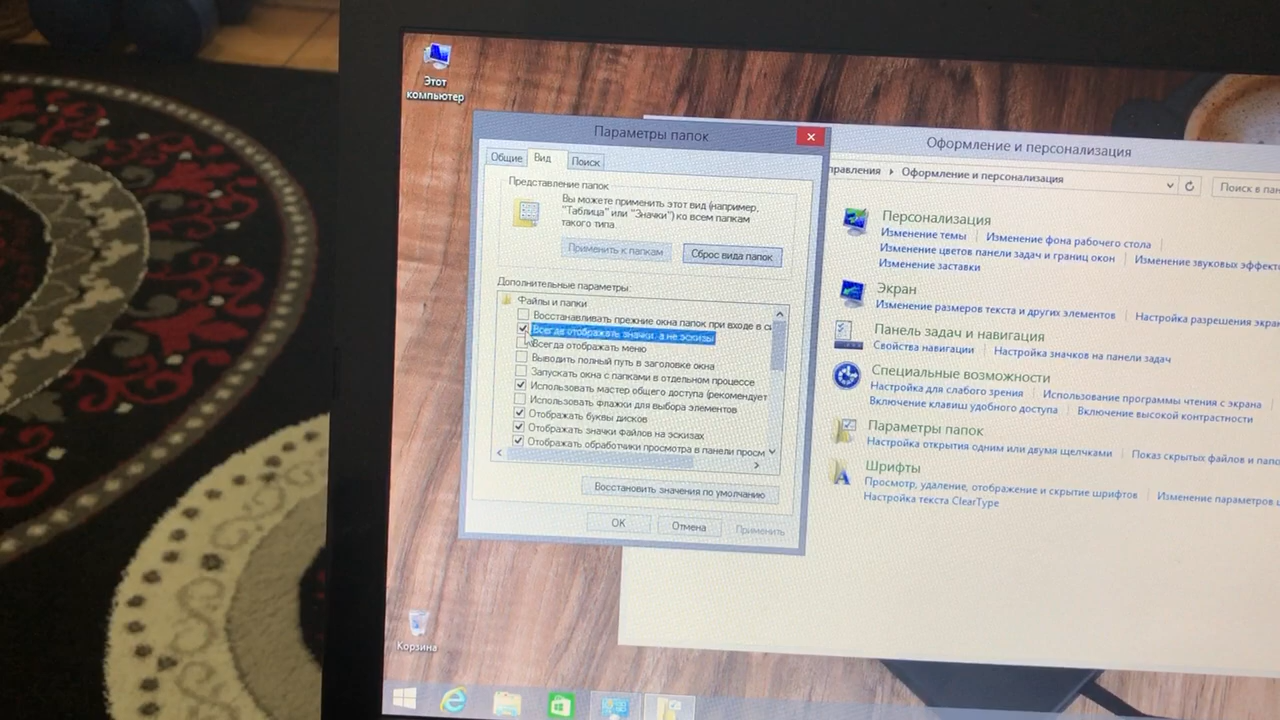 Этот
компьютер
Параметры папок
Общие
Вид
Поиск
Представление папок
Вы можете применить этот вид (например,
"Таблица" или "Значки") ко всем папкам
такого типа
Применить к папкам
Сброс вида папок
Дополнительные параметры:
Файлы и папки
Восстанавливать прежние окна папок при входе в си
Всегда отображать значки, а не эскизы
Всегда отображать меню
Выводить полный путь в заголовке окна
Запускать окна с папками в отдельном процессе
Использовать мастер общего доступа (рекомендует
Использовать флажки для выбора элементов
Отображать буквы дисков
Отображать значки файлов на эскизах
Отображать обработчики просмотра в панели просм
Восстановить значения по умолчанию
ОК
Отмена
Применить
Оформление и персонализация
правления
Оформление и персонализация
Поиск в пан
Персонализация
Изменение темы
Изменение фона рабочего стола
Изменение цветов панели задач и границ окон
Изменение звуковых эффекто
Изменение заставки
Экран
Изменение размеров текста и других элементов
Настройка разрешения экра
Панель задач и навигация
Свойства навигации
Настройка значков на панели задач
Специальные возможности
Настройка для слабого зрения
Использование программы чтения с экрана
Включение клавиш удобного доступа
Включение высокой контрастности
Параметры папок
Настройка открытия одним или двумя щелчками
Показ скрытых файлов и папо
Шрифты
Просмотр, удаление, отображение и скрытие шрифтов
Изменение параметров ш
Настройка текста ClearType
Корзина